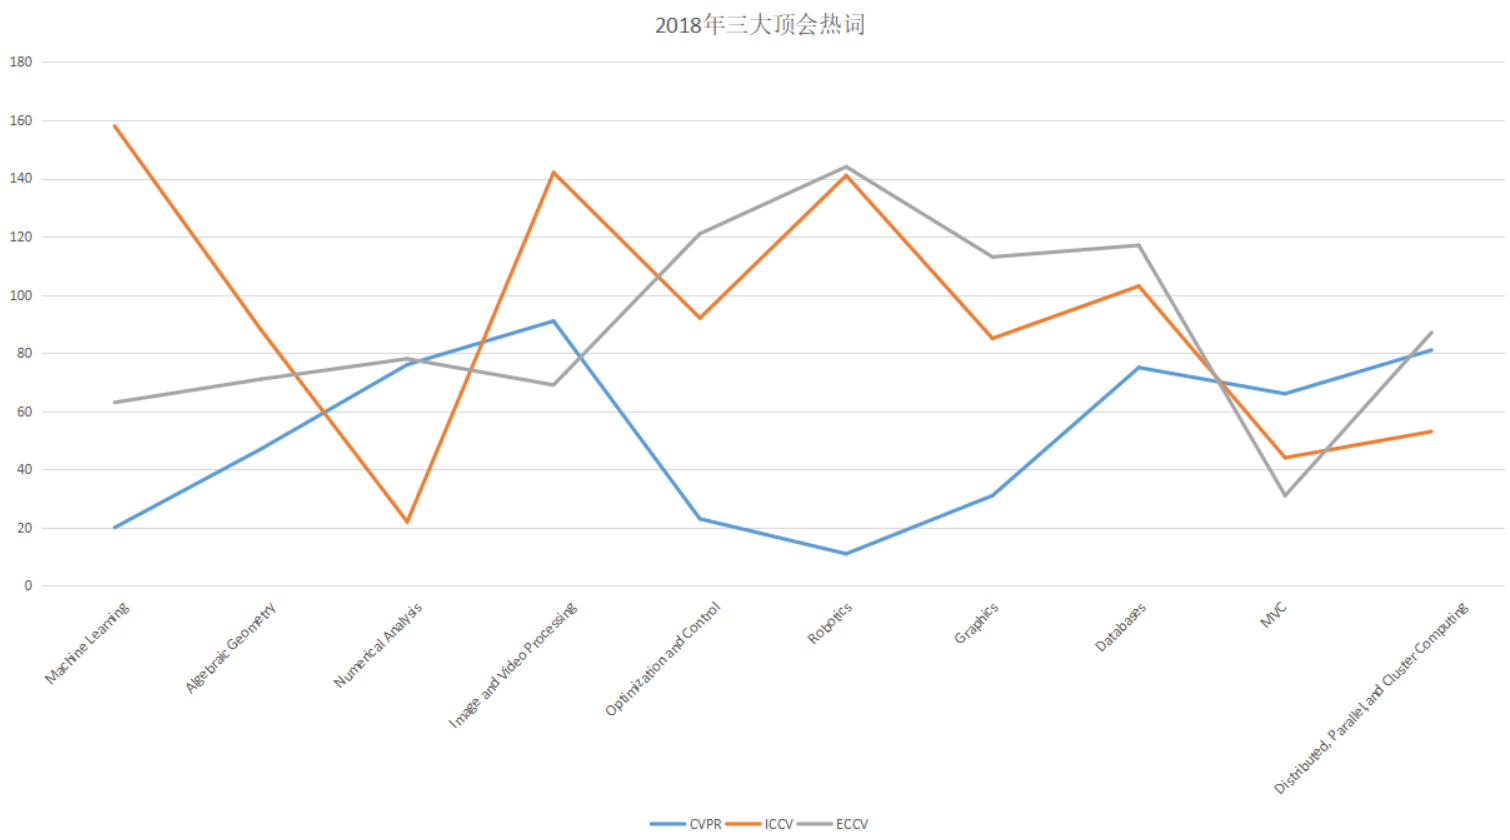 2018年三大顶会热词
180
160
140
120
100
80
60
40
20
0
Machine Learning
Algebraic Geometry
Numerical Analysis
Image and Video Processing
Optimization and Control
Robotics
Graphics
Databases
MVC
Distributed, Parallel, and Cluster Computing
CVPR ICCV ECCV